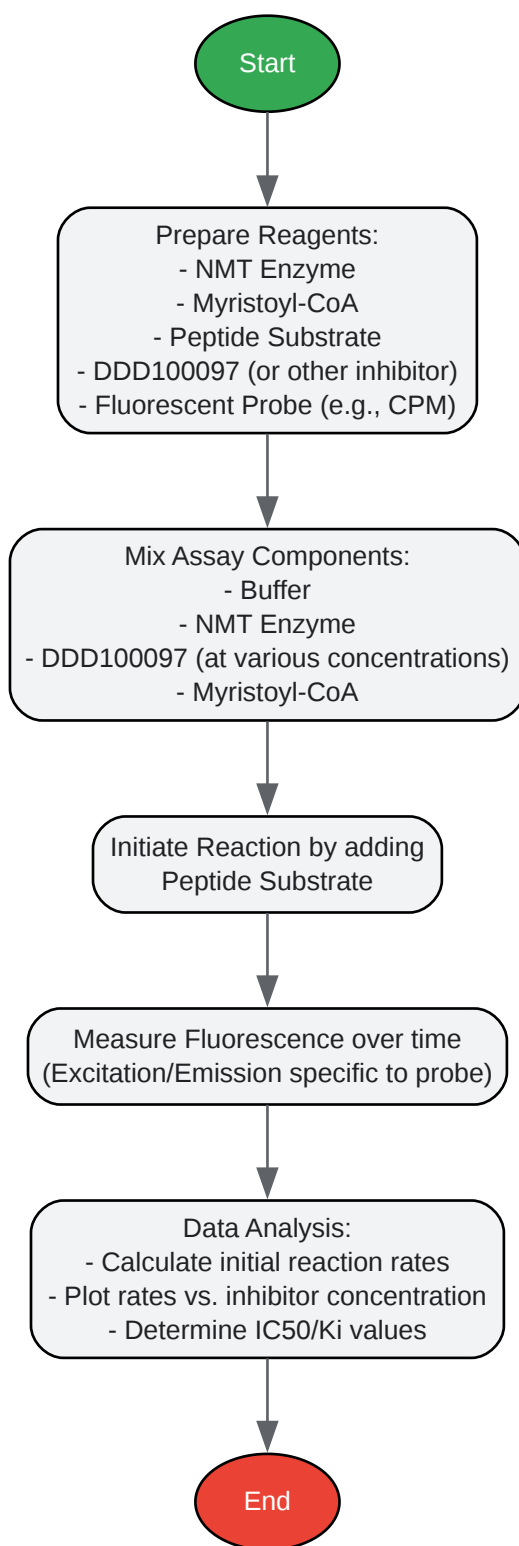 Start
Prepare Reagents:
- NMT Enzyme
- Myristoyl-CoA
- Peptide Substrate
- DDD100097 (or other inhibitor)
- Fluorescent Probe (e.g., CPM)
Mix Assay Components:
- Buffer
- NMT Enzyme
- DDD100097 (at various concentrations)
- Myristoyl-CoA
Initiate Reaction by adding
Peptide Substrate
Measure Fluorescence over time
(Excitation/Emission specific to probe)
Data Analysis:
- Calculate initial reaction rates
- Plot rates vs. inhibitor concentration
- Determine IC50/Ki values
End